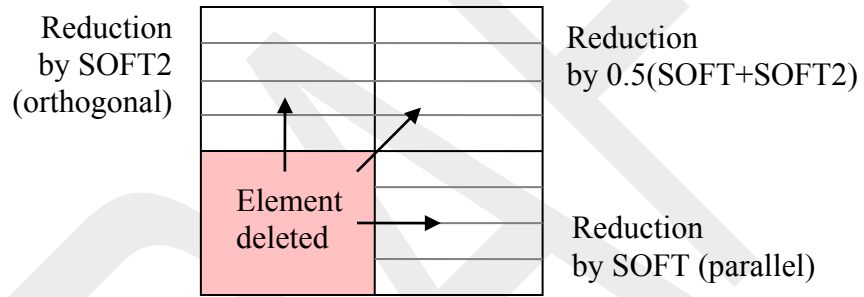 Reduction
by SOFT2
(orthogonal)
Reduction
by 0.5(SOFT+SOFT2)
Element
deleted
Reduction
by SOFT (parallel)